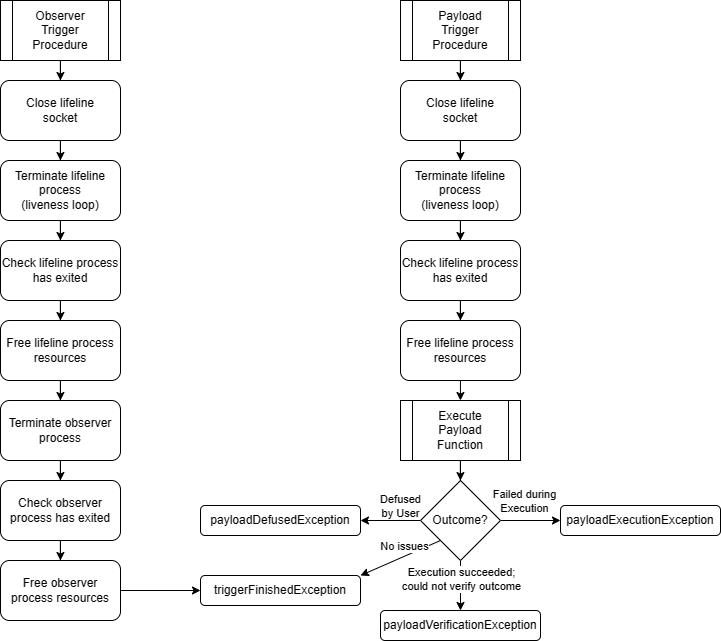 Observer
Trigger
Procedure
Close lifeline
socket
Terminate lifeline
process
(liveness loop)
Check lifeline process
has exited
Free lifeline process
resources
Terminate observer
process
Check observer
process has exited
Free observer
process resources
Payload
Trigger
Procedure
Close lifeline
socket
Terminate lifeline
process
(liveness loop)
Check lifeline process
has exited
Free lifeline process
resources
Execute
Payload
Function
Outcome?
Defused
by User
payloadDefusedException
Failed during
Execution
payloadExecutionException
No issues
triggerFinishedException
Execution succeeded;
could not verify outcome
payloadVerificationException